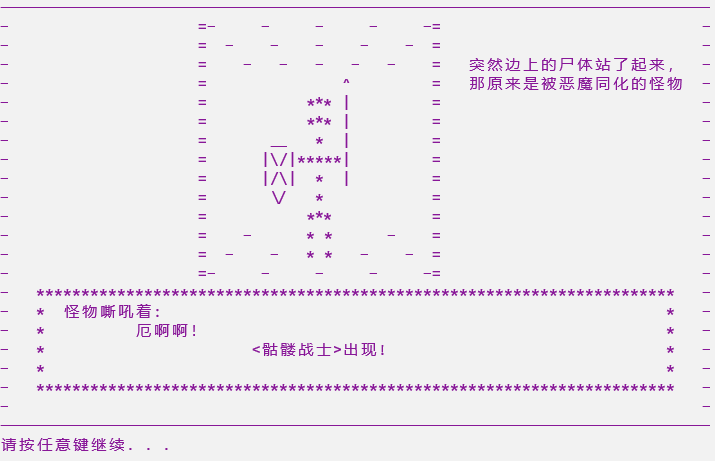 突然边上的尸体站了起来,
那原来是被恶魔同化的怪物
怪物嘶吼着:
厄啊啊!
<骷髅战士>出现!
请按任意键继续. . .